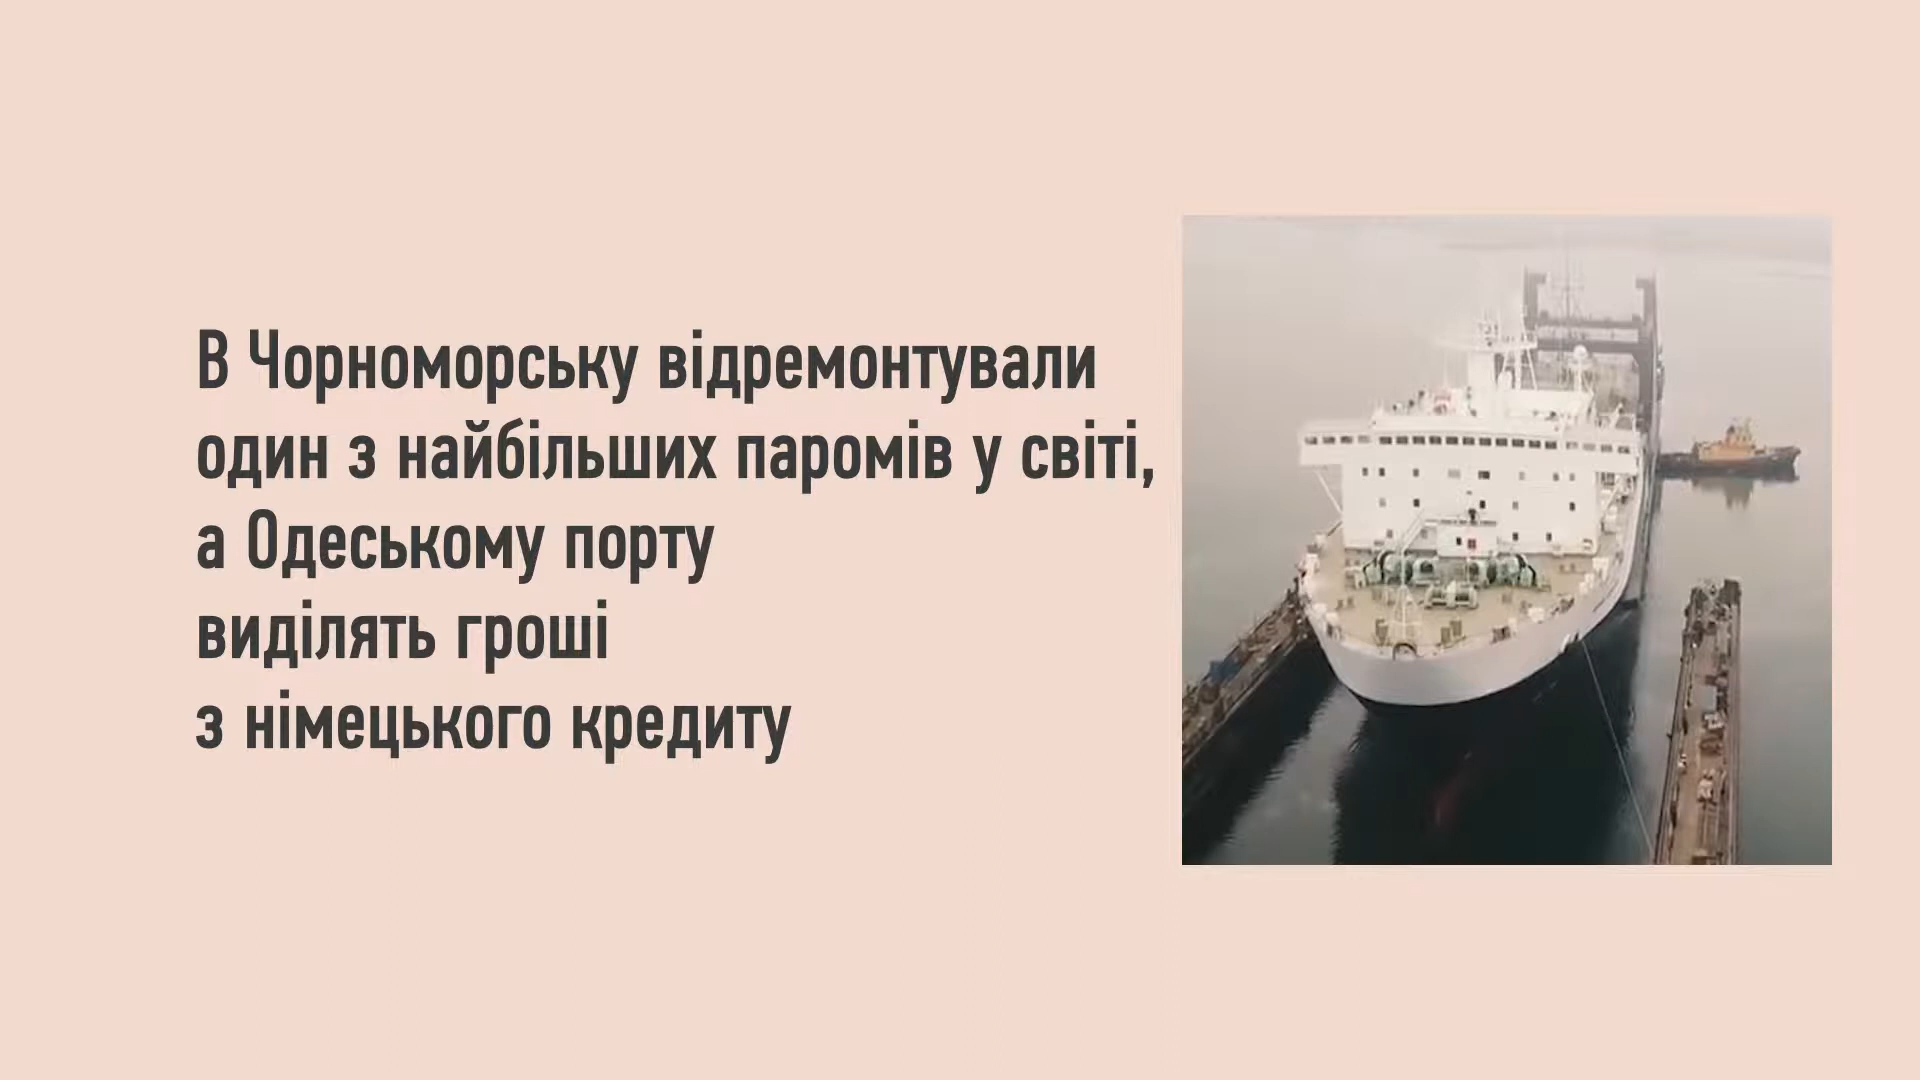 В Чорноморську відремонтували
один з найбільших паромів у світі,
а Одеському порту
виділять гроші
з німецького кредиту